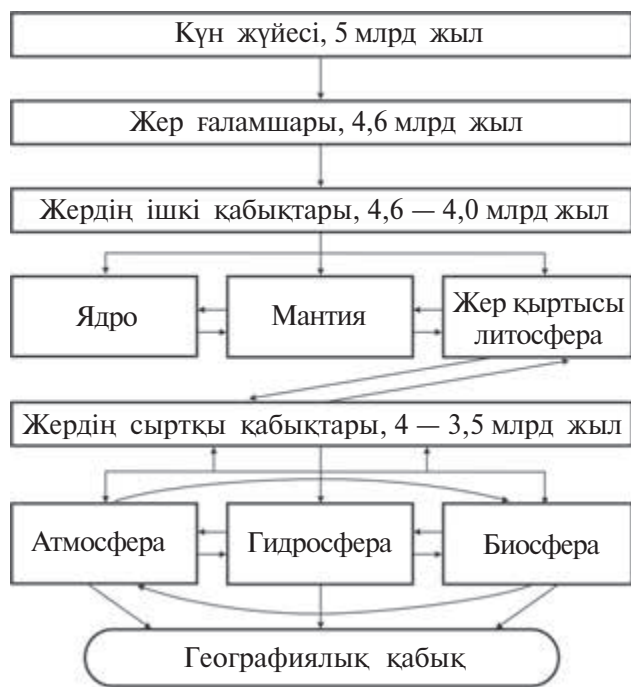 Күн жүйесі, 5 млрд жыл
Жер ғаламшары, 4,6 млрд жыл
Жердің ішкі қабықтары, 4,6 — 4,0 млрд жыл
Ядро
Мантия
Жер қыртысы
литосфера
Жердің сыртқы қабықтары, 4 — 3,5 млрд жыл
Атмосфера
Гидросфера
Биосфера
Географиялық қабық